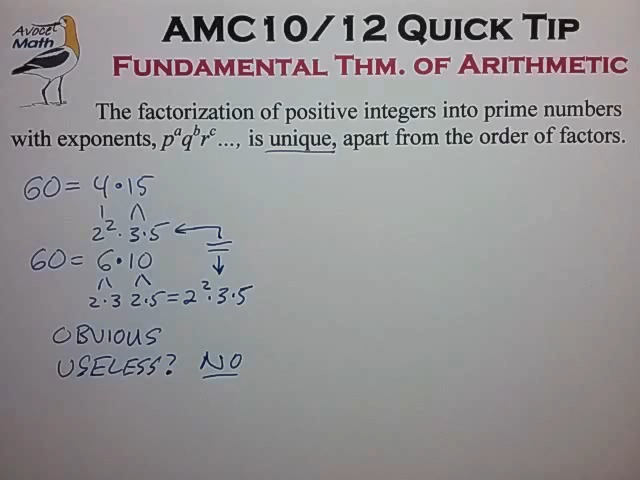 Avocet
Math
AMC10/12 QUICK TIP
FUNDAMENTAL THM. OF ARITHMETIC
The factorization of positive integers into prime numbers
with exponents, pᵃqᵇrᶜ..., is unique, apart from the order of factors.
60 = 4•15
2²·3·5
60 = 6•10
2·3 2·5 = 2²·3·5
OBVIOUS
USELESS? NO